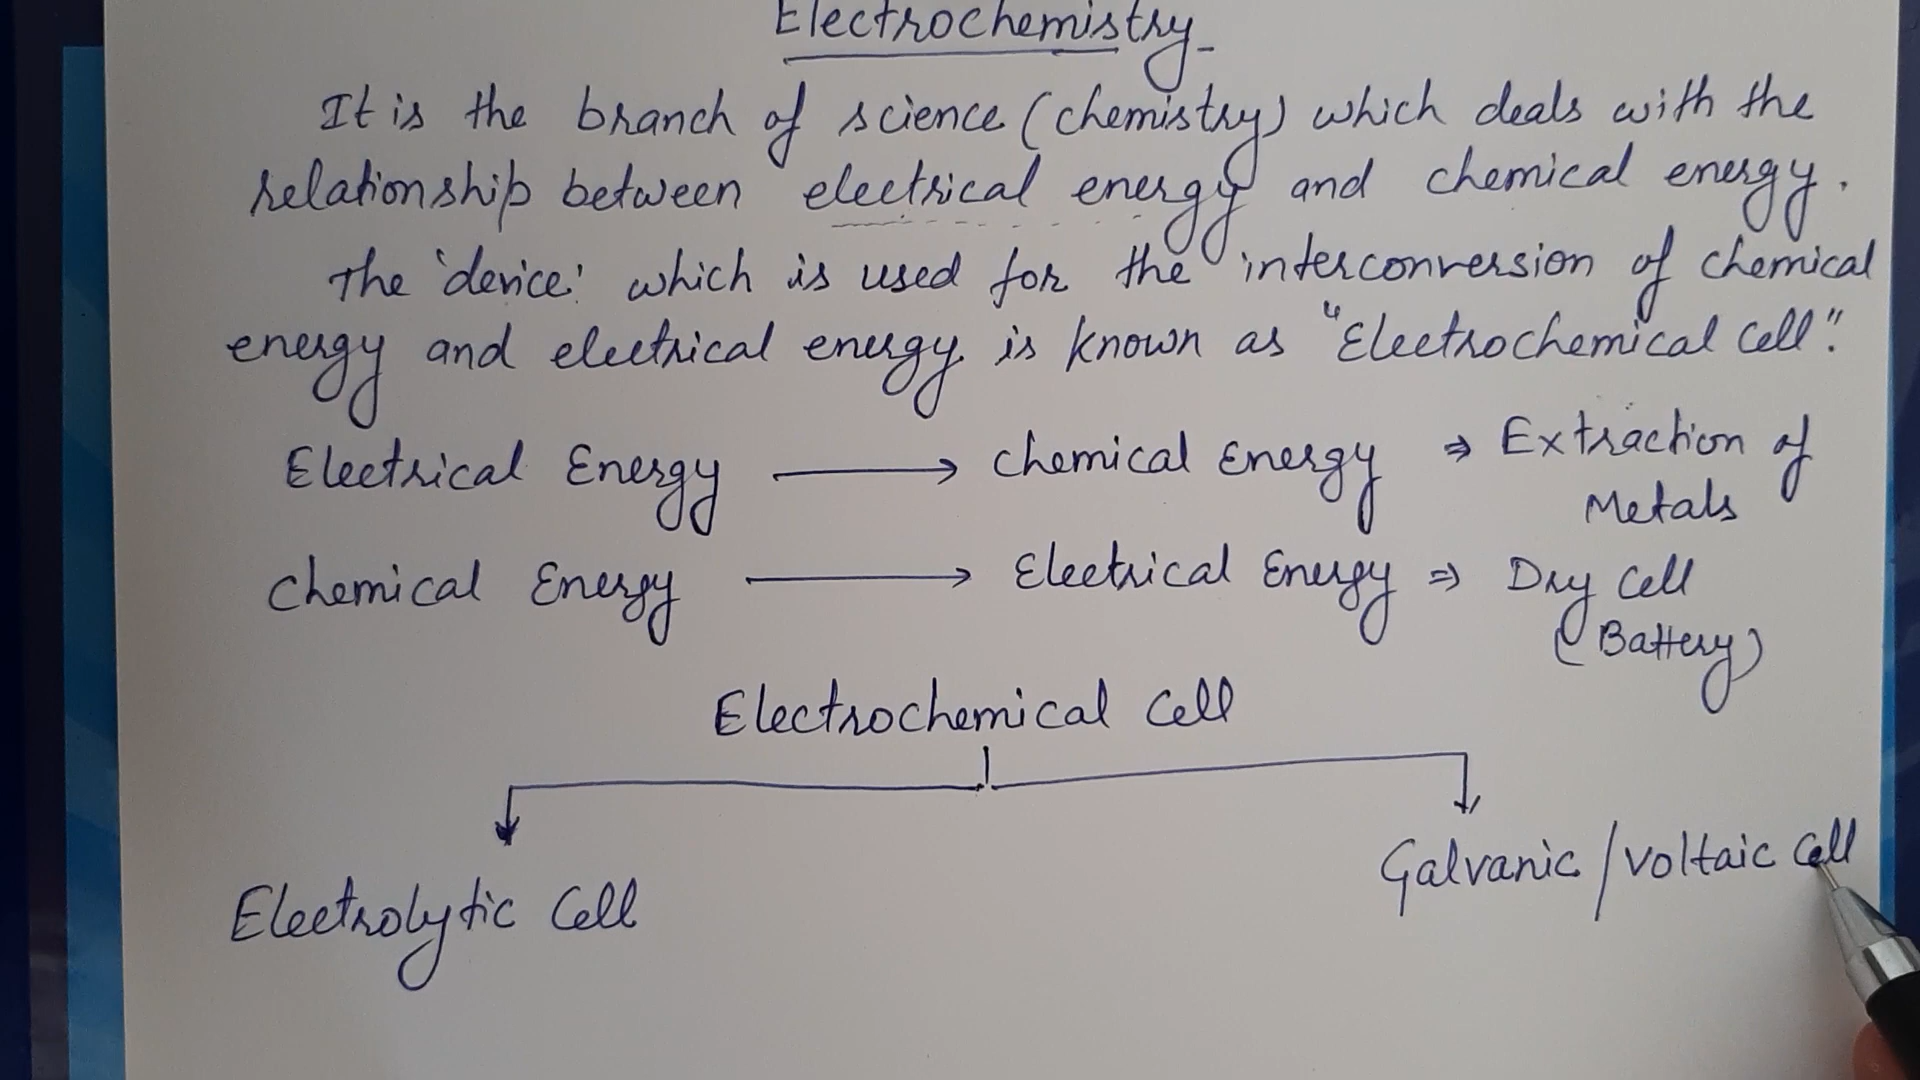 Electrochemistry
It is the branch of science (chemistry) which deals with the
relationship between electrical energy and chemical energy.
The 'device' which is used for the interconversion of chemical
energy and electrical energy is known as "Electrochemical Cell".
Electrical Energy → Chemical Energy ⇒ Extraction of
Metals
Chemical Energy → Electrical Energy ⇒ Dry Cell
(Battery)
Electrochemical Cell
Galvanic / Voltaic Cell
Electrolytic Cell